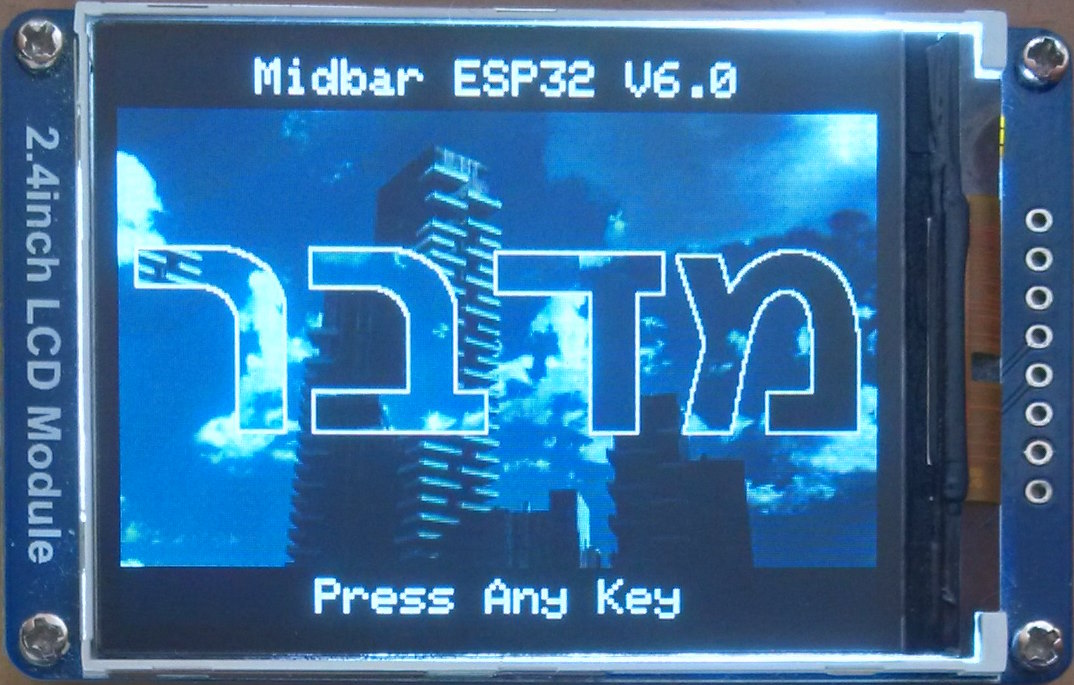 Midbar ESP32 V6.0
מדבר
Press Any Key
2.4inch LCD Module